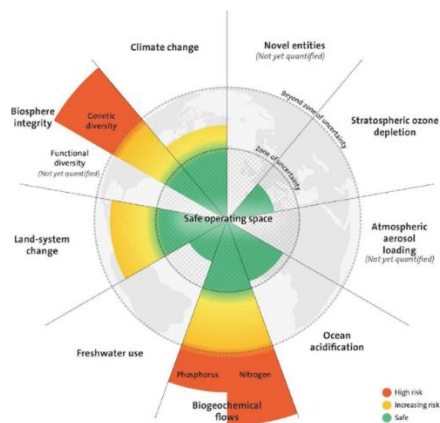 Climate change
Novel entities
(Not yet quantified)
Stratospheric ozone
depletion
Atmospheric
aerosol
loading
(Not yet quantified)
Ocean
acidification
Biogeochemical
flows
Phosphorus
Nitrogen
Freshwater use
Land-system
change
Biosphere
integrity
Genetic
diversity
Functional
diversity
(Not yet quantified)
Beyond zone of uncertainty
Zone of uncertainty
Safe operating space
High risk
Increasing risk
Safe